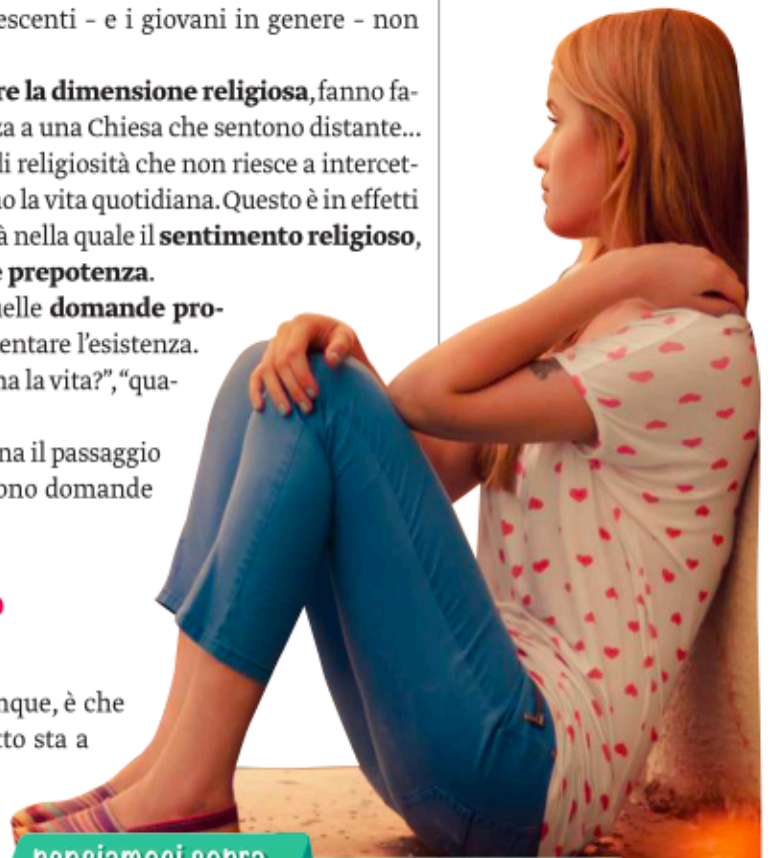 escenti – e i giovani in genere – non
re la dimensione religiosa, fanno fa-
za a una Chiesa che sentono distante...
li religiosità che non riesce a intercet-
no la vita quotidiana. Questo è in effetti
à nella quale il sentimento religioso,
e prepotenza.
uelle domande pro-
entare l'esistenza.
na la vita?”, “qua-
na il passaggio
ono domande
nque, è che
tto sta a
pensiamoci sopra